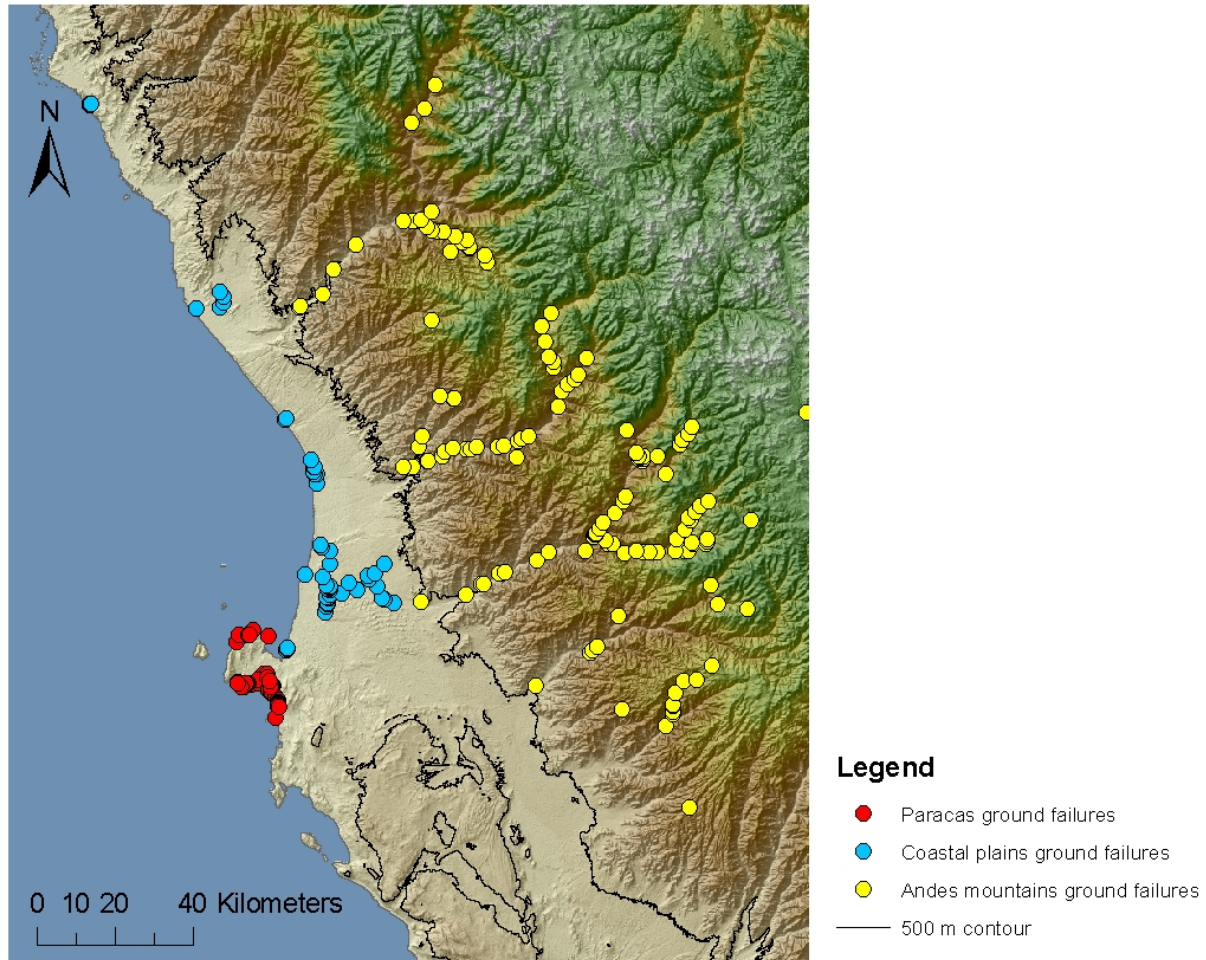 N
Legend
Paracas ground failures
Coastal plains ground failures
Andes mountains ground failures
500 m contour
0 10 20 40 Kilometers